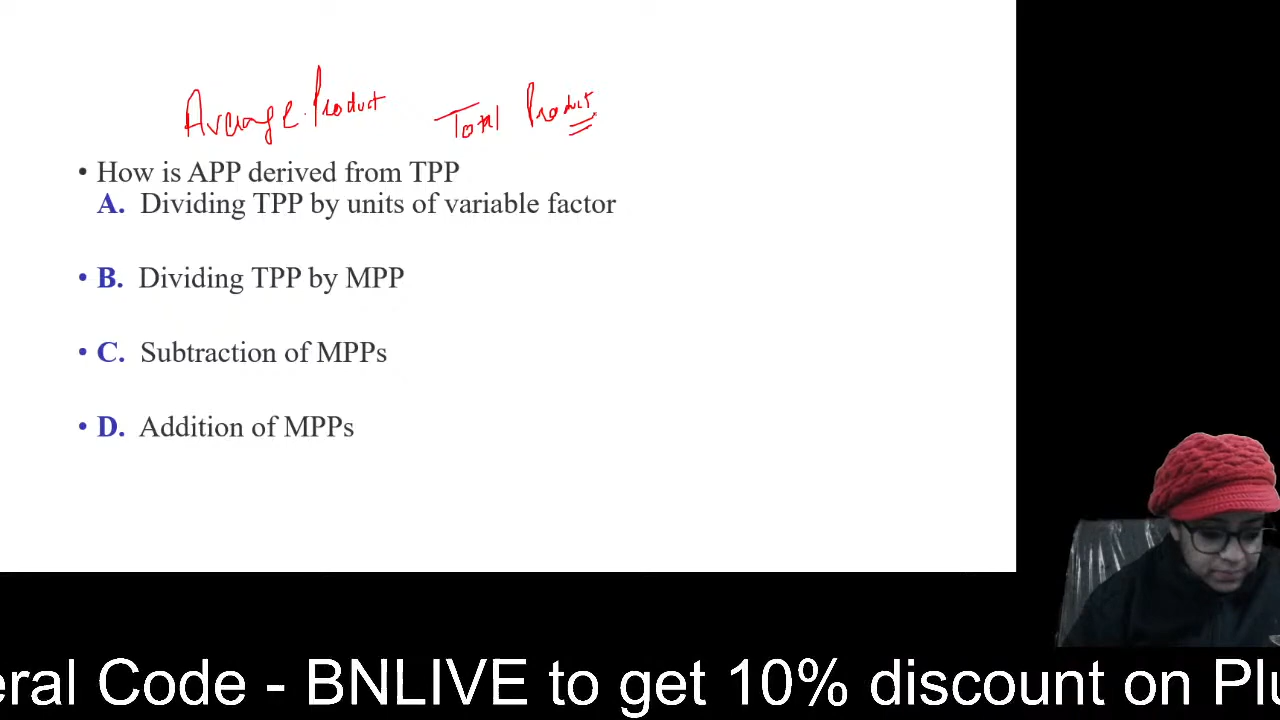 Average Product Total Product
• How is APP derived from TPP
A. Dividing TPP by units of variable factor
• B. Dividing TPP by MPP
• C. Subtraction of MPPs
• D. Addition of MPPs
eral Code - BNLIVE to get 10% discount on Plu